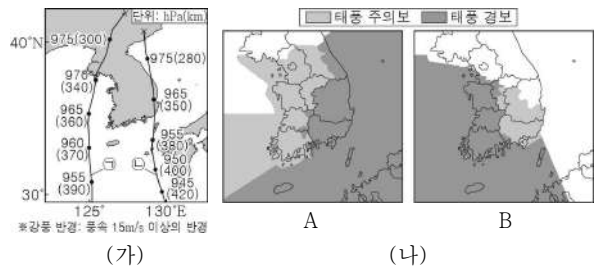 단위: hPa(km)
40°N
975(300)
975(280)
970
(340)
965
(350)
965
(360)
955
(380)
960
(370)
㉠
㉡
950
(400)
955
(390)
945
(420)
30°
125°
130°E
※강풍 반경: 풍속 15m/s 이상의 반경
(가)
태풍 주의보
태풍 경보
A
B
(나)